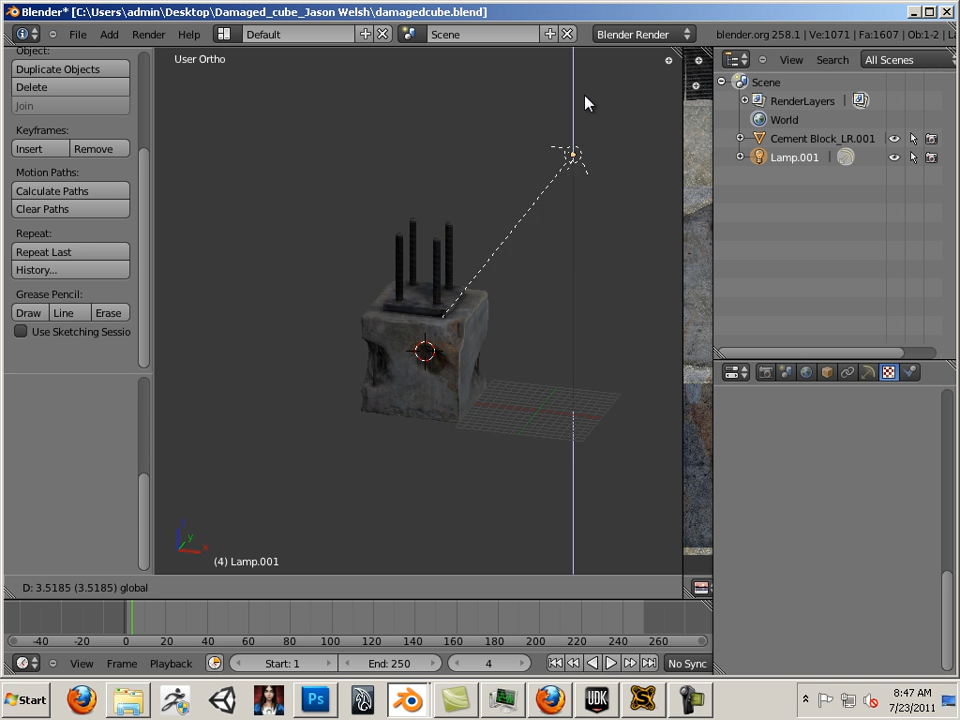 Blender* [C:\Users\admin\Desktop\Damaged_cube_Jason Welsh\damagedcube.blend]
File Add Render Help Default Scene Blender Render blender.org 258.1 | Ve:1071 | Fa:1607 | Ob:1-2 | L
Object:
Duplicate Objects
Delete
Join
Keyframes:
Insert Remove
Motion Paths:
Calculate Paths
Clear Paths
Repeat:
Repeat Last
History...
Grease Pencil:
Draw Line Erase
Use Sketching Sessio
User Ortho
(4) Lamp.001
D: 3.5185 (3.5185) global
View Search All Scenes
Scene
RenderLayers
World
Cement Block_LR.001
Lamp.001
-40 -20 0 20 40 60 80 100 120 140 160 180 200 220 240 260
View Frame Playback Start: 1 End: 250 4 No Sync
Start Ps UDK 8:47 AM
7/23/2011